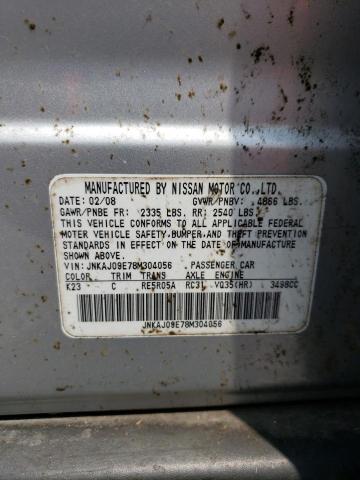 MANUFACTURED BY NISSAN MOTOR CO.,LTD.
DATE: 02/08 GVWR/PNBV: 4866 LBS.
GAWR/PNBE FR: 2335 LBS. RR: 2540 LBS.
THIS VEHICLE CONFORMS TO ALL APPLICABLE FEDERAL
MOTOR VEHICLE SAFETY,BUMPER,AND THEFT PREVENTION
STANDARDS IN EFFECT ON THE DATE OF MANUFACTURE
SHOWN ABOVE.
VIN: JNKAJ09E78M304056 PASSENGER CAR
COLOR TRIM TRANS AXLE ENGINE
K23 C RE5R05A RC31 VQ35(HR) 3498CC
JNKAJ09E78M304056